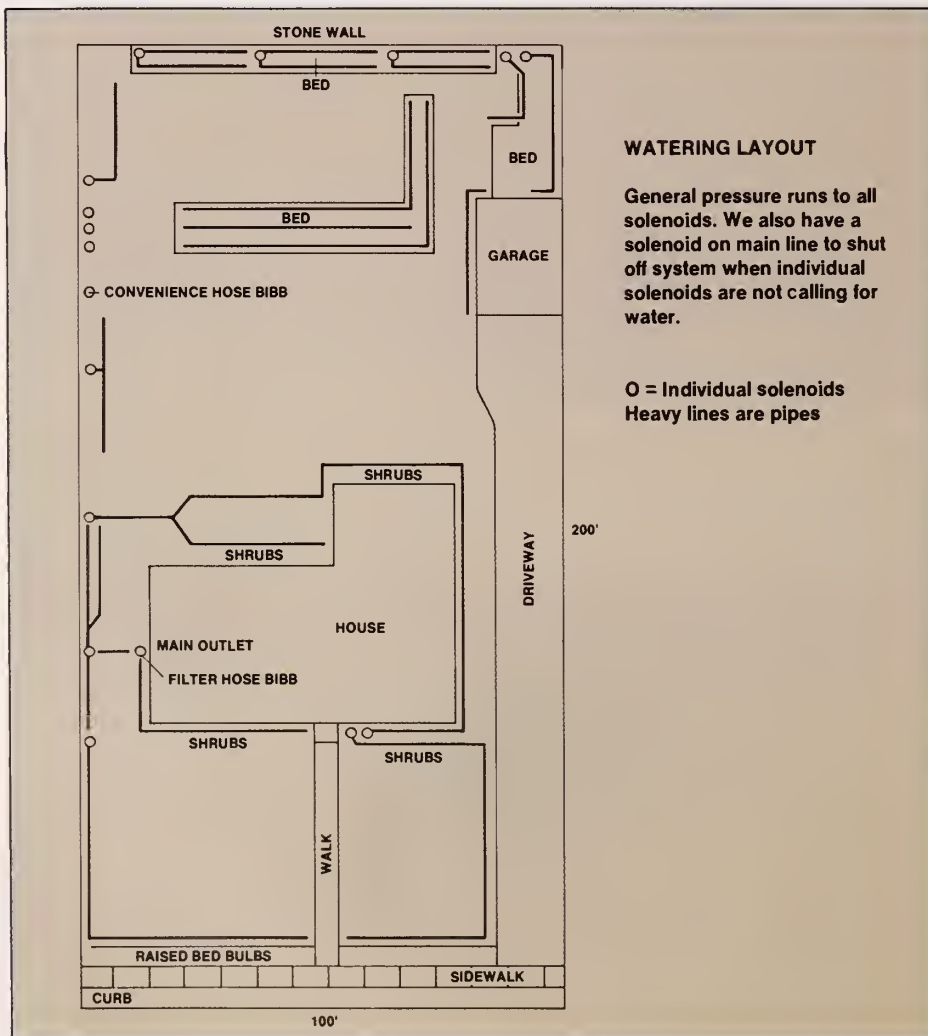 STONE WALL
BED
BED
BED
GARAGE
CONVENIENCE HOSE BIBB
WATERING LAYOUT
General pressure runs to all
solenoids. We also have a
solenoid on main line to shut
off system when individual
solenoids are not calling for
water.
O = Individual solenoids
Heavy lines are pipes
SHRUBS
SHRUBS
DRIVEWAY
200'
HOUSE
MAIN OUTLET
FILTER HOSE BIBB
SHRUBS
SHRUBS
WALK
RAISED BED BULBS
SIDEWALK
CURB
100'